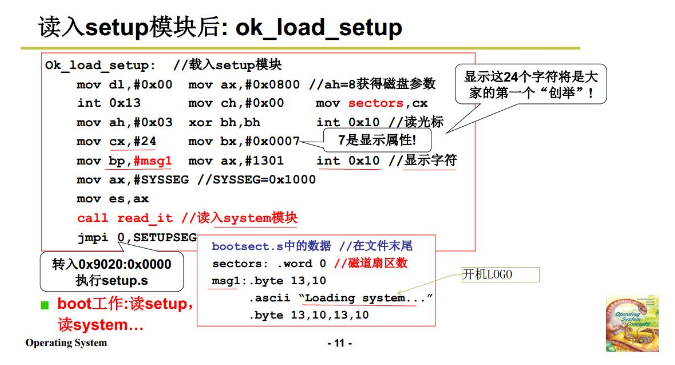 读入setup模块后: ok_load_setup
Ok_load_setup: //载入setup模块
mov dl,#0x00 mov ax,#0x0800 //ah=8获得磁盘参数
int 0x13 mov ch,#0x00 mov sectors,cx
mov ah,#0x03 xor bh,bh int 0x10 //读光标
mov cx,#24 mov bx,#0x0007
mov bp,#msg1 mov ax,#1301 int 0x10 //显示字符
mov ax,#SYSSEG //SYSSEG=0x1000
mov es,ax
call read_it //读入system模块
jmpi 0,SETUPSEG
显示这24个字符将是大
家的第一个“创举”!
7是显示属性!
转入0x9020:0x0000
执行setup.s
bootsect.s中的数据 //在文件末尾
sectors: .word 0 //磁道扇区数
msg1:.byte 13,10
.ascii “Loading system...”
.byte 13,10,13,10
开机LOGO
boot工作:读setup,
读system…
Operating System
- 11 -
Operating
System
Concepts